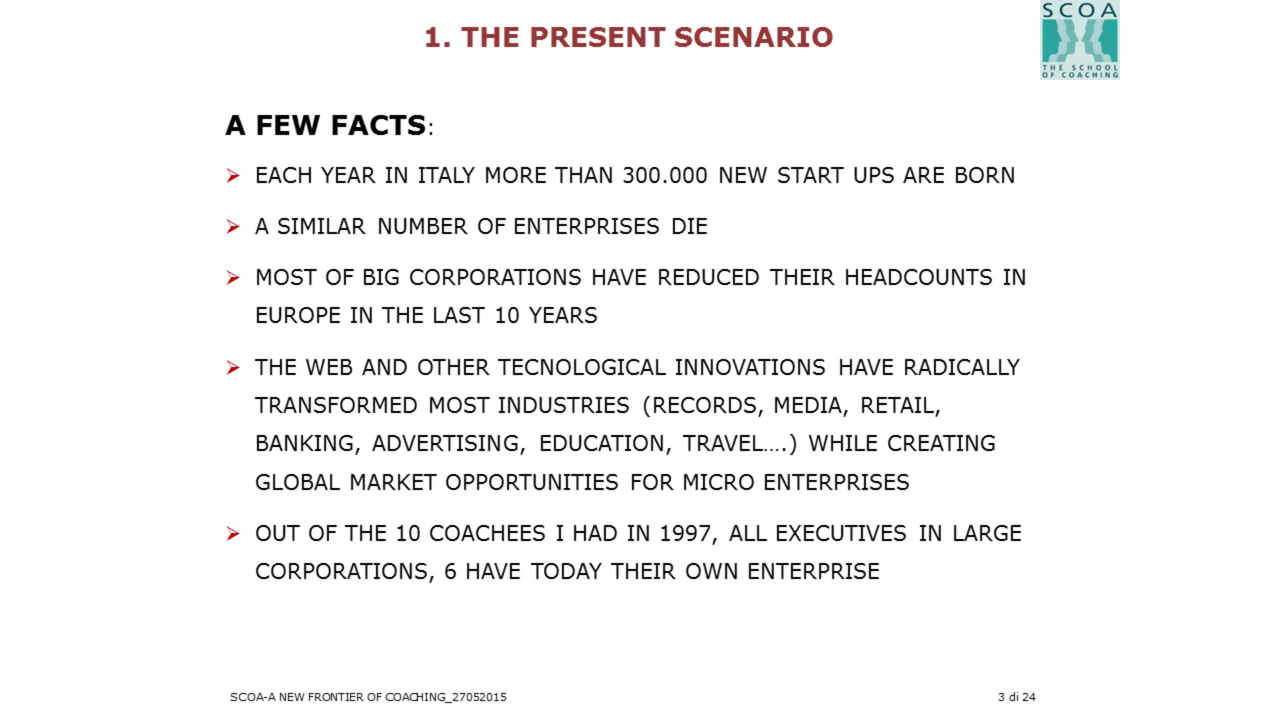 1. THE PRESENT SCENARIO
SCOA
THE SCHOOL
OF COACHING
A FEW FACTS:
EACH YEAR IN ITALY MORE THAN 300.000 NEW START UPS ARE BORN
A SIMILAR NUMBER OF ENTERPRISES DIE
MOST OF BIG CORPORATIONS HAVE REDUCED THEIR HEADCOUNTS IN
EUROPE IN THE LAST 10 YEARS
THE WEB AND OTHER TECNOLOGICAL INNOVATIONS HAVE RADICALLY
TRANSFORMED MOST INDUSTRIES (RECORDS, MEDIA, RETAIL,
BANKING, ADVERTISING, EDUCATION, TRAVEL….) WHILE CREATING
GLOBAL MARKET OPPORTUNITIES FOR MICRO ENTERPRISES
OUT OF THE 10 COACHEES I HAD IN 1997, ALL EXECUTIVES IN LARGE
CORPORATIONS, 6 HAVE TODAY THEIR OWN ENTERPRISE
SCOA-A NEW FRONTIER OF COACHING_27052015
3 di 24